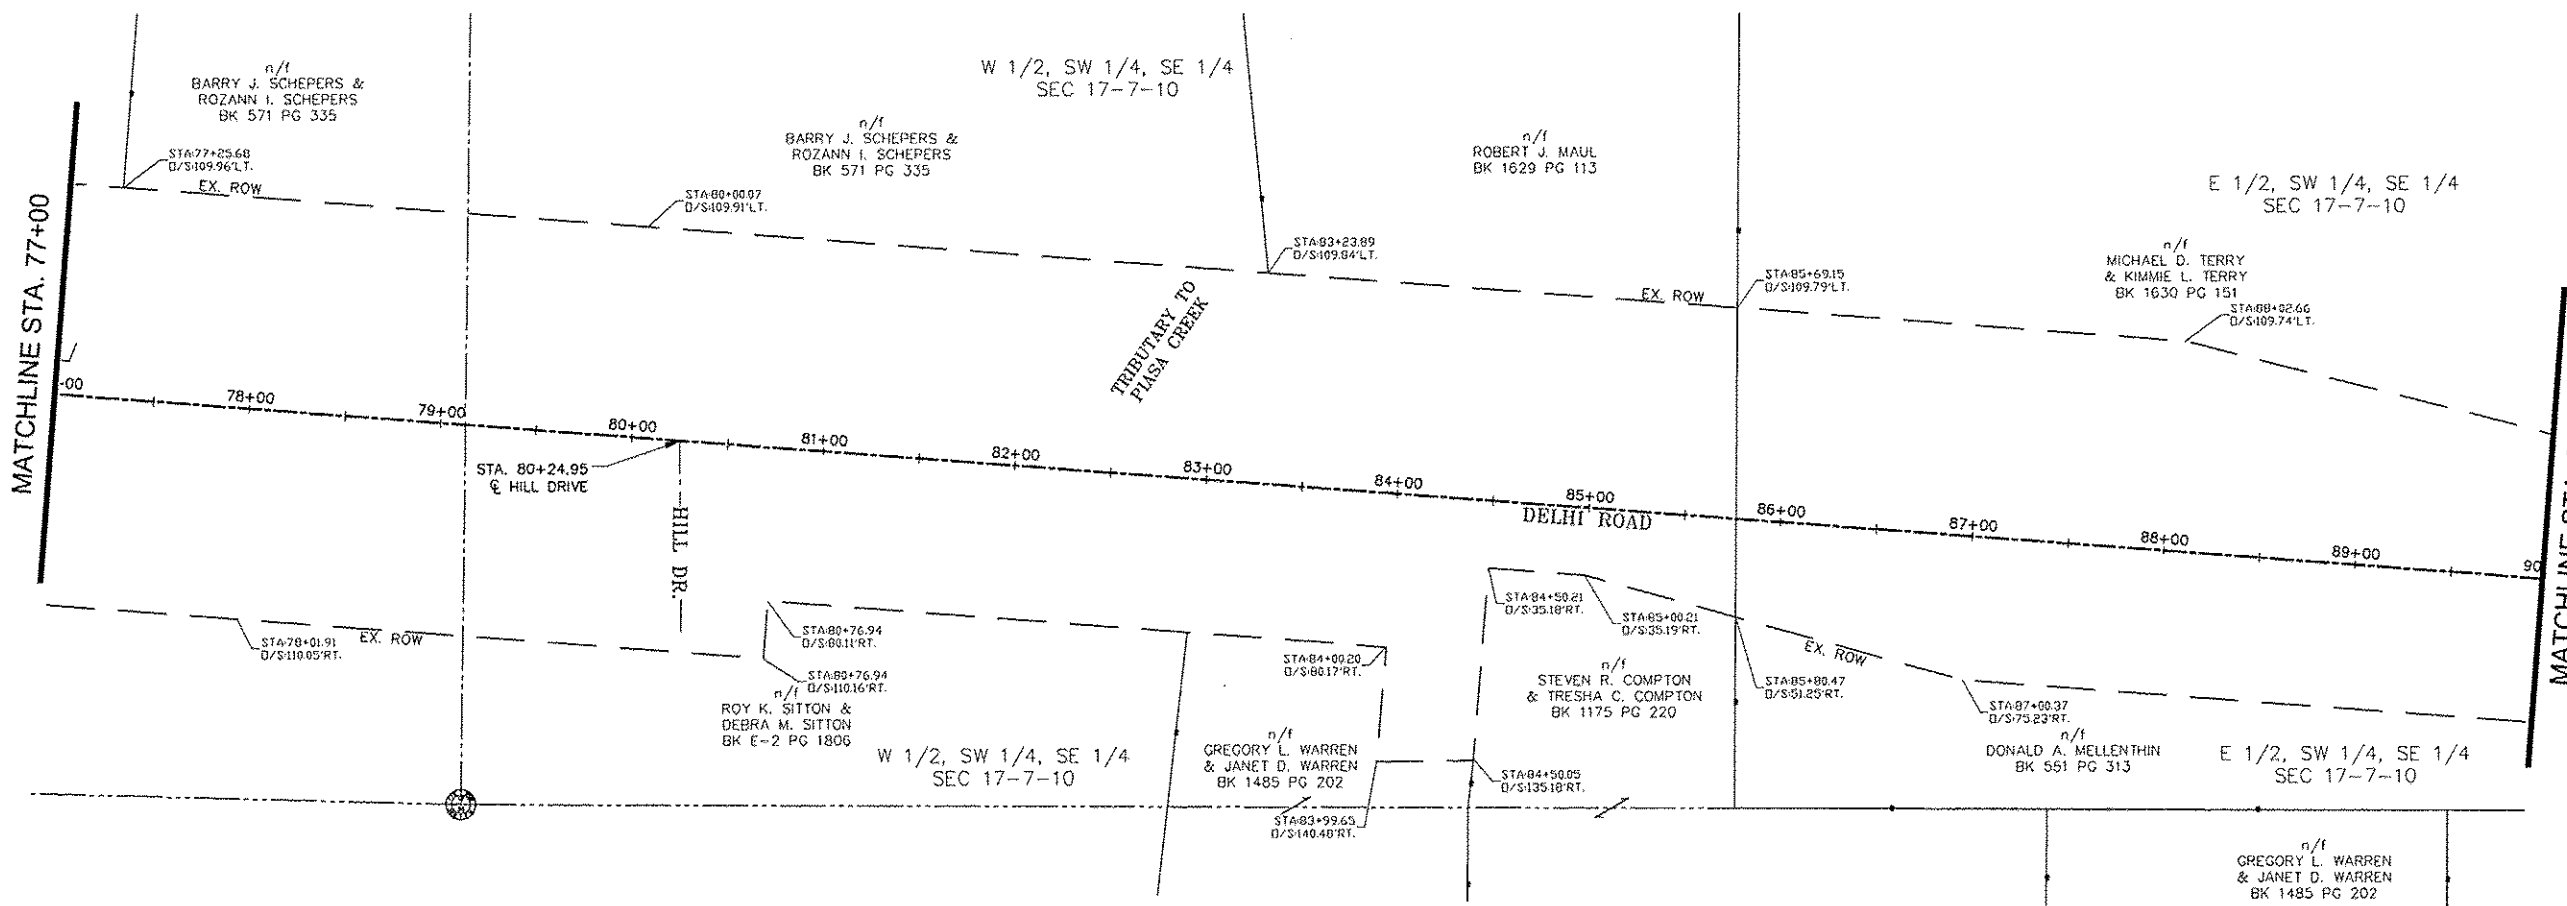 MATCHLINE STA. 77+00
n/f
BARRY J. SCHEPERS &
ROZANN I. SCHEPERS
BK 571 PG 335
STA:77+25.68
O/S:109.96'LT.
EX. ROW
n/f
BARRY J. SCHEPERS &
ROZANN I. SCHEPERS
BK 571 PG 335
STA:80+00.07
O/S:109.91'LT.
W 1/2, SW 1/4, SE 1/4
SEC 17-7-10
TRIBUTARY TO
PIASA CREEK
STA:83+23.89
O/S:109.84'LT.
n/f
ROBERT J. MAUL
BK 1629 PG 113
EX. ROW
STA:85+69.15
O/S:109.79'LT.
E 1/2, SW 1/4, SE 1/4
SEC 17-7-10
n/f
MICHAEL D. TERRY
& KIMMIE L. TERRY
BK 1630 PG 151
STA:88+02.66
O/S:109.74'LT.
-00
78+00
79+00
80+00
81+00
82+00
83+00
84+00
85+00
86+00
87+00
88+00
89+00
90
STA. 80+24.95
℄ HILL DRIVE
HILL DR.
DELHI ROAD
STA:78+01.91
O/S:110.05'RT.
EX. ROW
STA:80+76.94
O/S:80.11'RT.
STA:80+76.94
O/S:110.16'RT.
n/f
ROY K. SITTON &
DEBRA M. SITTON
BK E-2 PG 1806
W 1/2, SW 1/4, SE 1/4
SEC 17-7-10
STA:84+00.20
O/S:80.17'RT.
n/f
GREGORY L. WARREN
& JANET D. WARREN
BK 1485 PG 202
STA:83+99.65
O/S:140.48'RT.
STA:84+50.21
O/S:35.18'RT.
STA:85+00.21
O/S:35.19'RT.
n/f
STEVEN R. COMPTON
& TRESHA C. COMPTON
BK 1175 PG 220
STA:84+50.05
O/S:135.18'RT.
STA:85+80.47
O/S:51.25'RT.
EX. ROW
STA:87+00.37
O/S:75.23'RT.
n/f
DONALD A. MELLENTHIN
BK 551 PG 313
E 1/2, SW 1/4, SE 1/4
SEC 17-7-10
n/f
GREGORY L. WARREN
& JANET D. WARREN
BK 1485 PG 202
MATCHLINE STA.